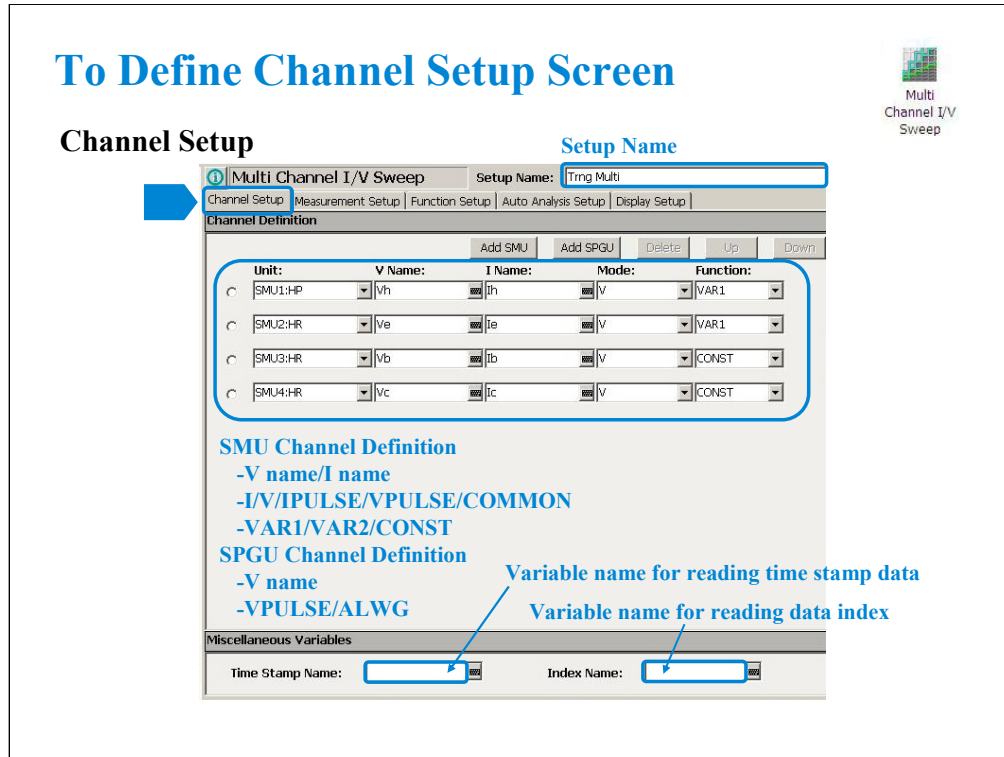 To Define Channel Setup Screen
Multi
Channel I/V
Sweep
Channel Setup
Setup Name
Multi Channel I/V Sweep Setup Name: Trng Multi
Channel Setup Measurement Setup Function Setup Auto Analysis Setup Display Setup
Channel Definition
Add SMU Add SPGU Delete Up Down
Unit: V Name: I Name: Mode: Function:
SMU1:HP Vh Ih V VAR1
SMU2:HR Ve Ie V VAR1
SMU3:HR Vb Ib V CONST
SMU4:HR Vc Ic V CONST
SMU Channel Definition
-V name/I name
-I/V/IPULSE/VPULSE/COMMON
-VAR1/VAR2/CONST
SPGU Channel Definition
-V name
-VPULSE/ALWG
Variable name for reading time stamp data
Variable name for reading data index
Miscellaneous Variables
Time Stamp Name: Index Name: